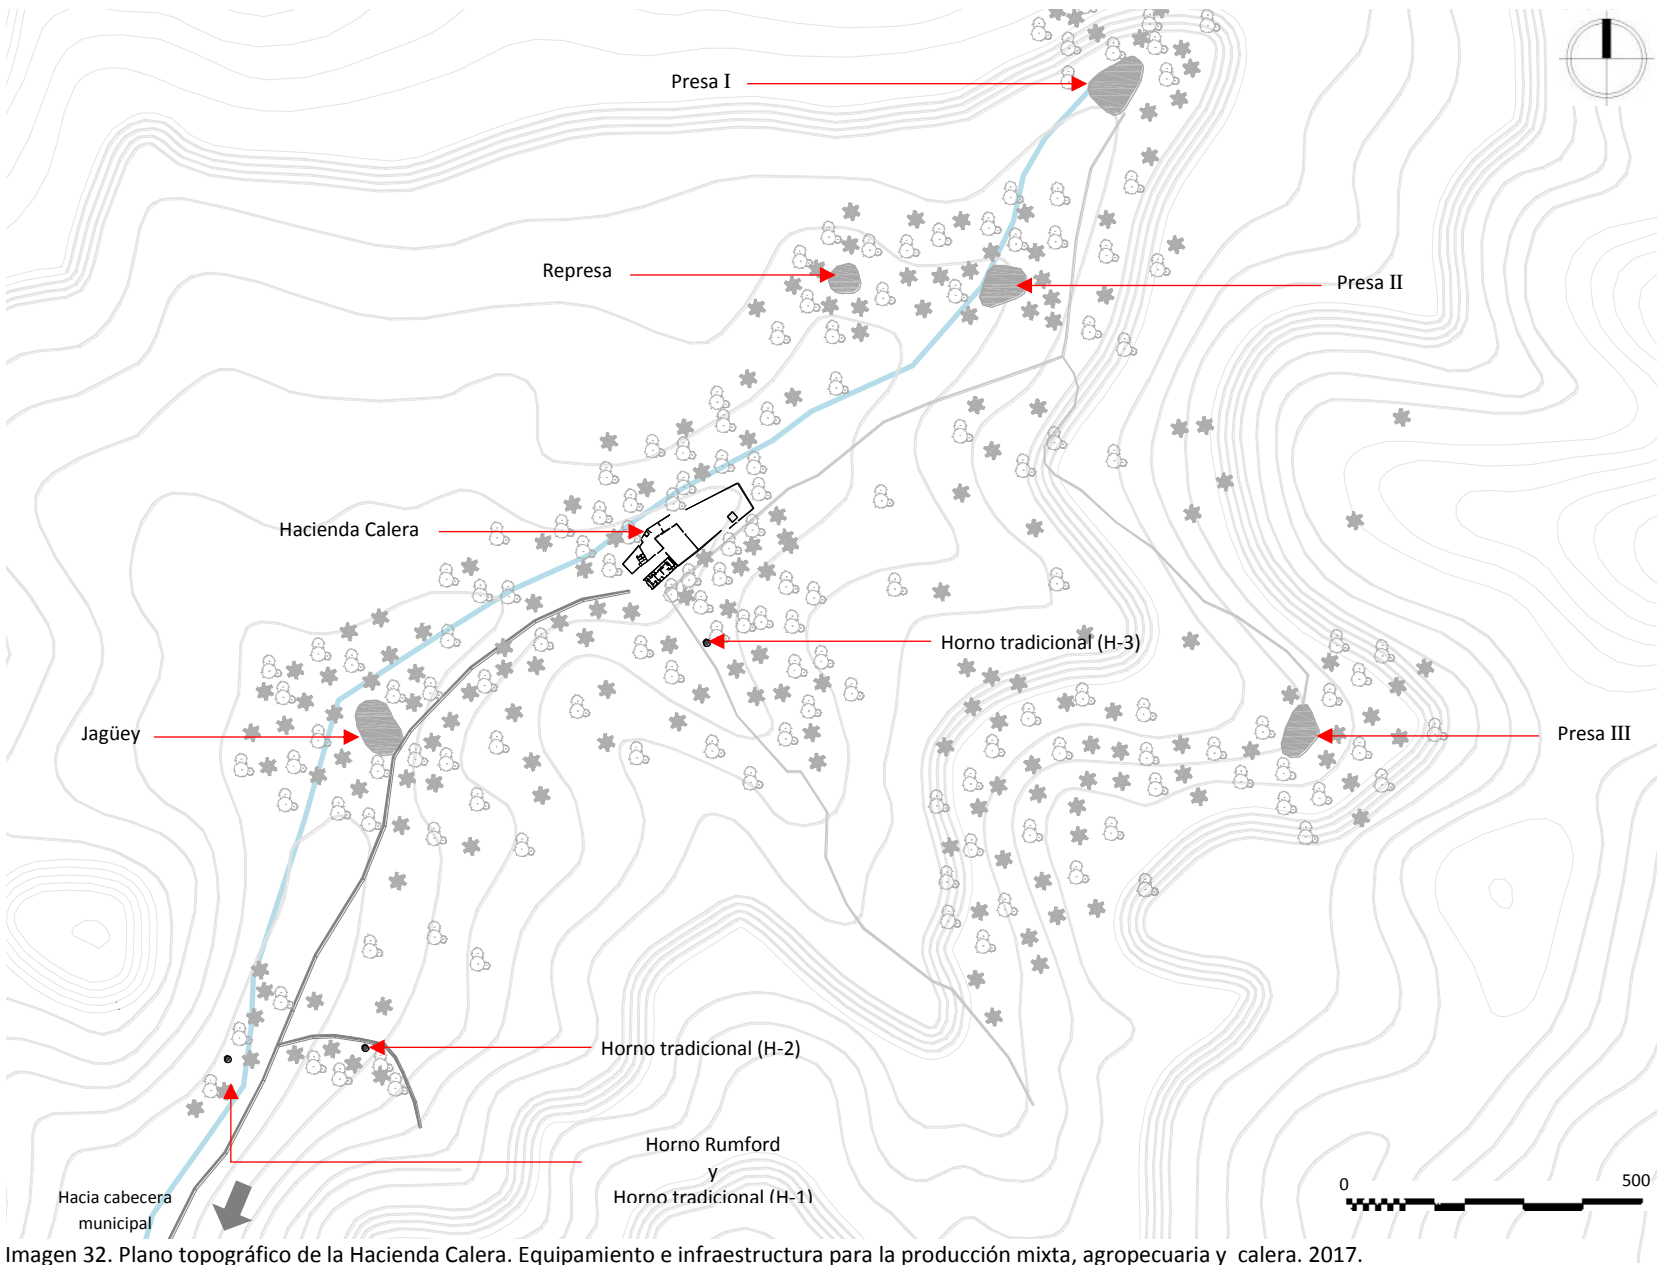 Presa I
Represa
Presa II
Hacienda Calera
Horno tradicional (H-3)
Jagüey
Presa III
Horno tradicional (H-2)
Horno Rumford
y
Horno tradicional (H-1)
Hacia cabecera
municipal
0 500
Imagen 32. Plano topográfico de la Hacienda Calera. Equipamiento e infraestructura para la producción mixta, agropecuaria y calera. 2017.